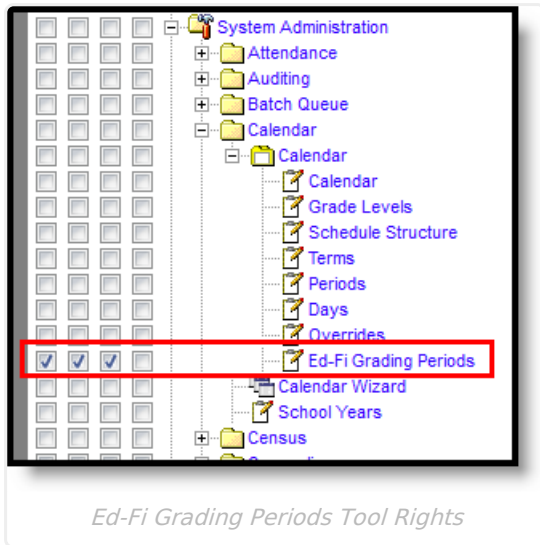 System Administration
Attendance
Auditing
Batch Queue
Calendar
Calendar
Calendar
Grade Levels
Schedule Structure
Terms
Periods
Days
Overrides
Ed-Fi Grading Periods
Calendar Wizard
School Years
Census
Ed-Fi Grading Periods Tool Rights